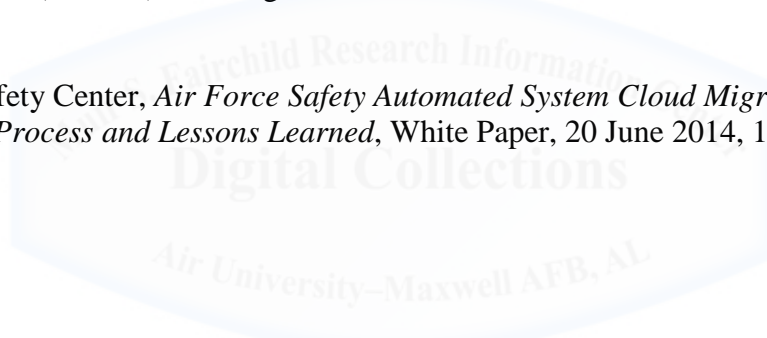 fety Center, Air Force Safety Automated System Cloud Migr
Process and Lessons Learned, White Paper, 20 June 2014, 1
Fairchild Research Information
Digital Collections
Air University–Maxwell AFB, AL